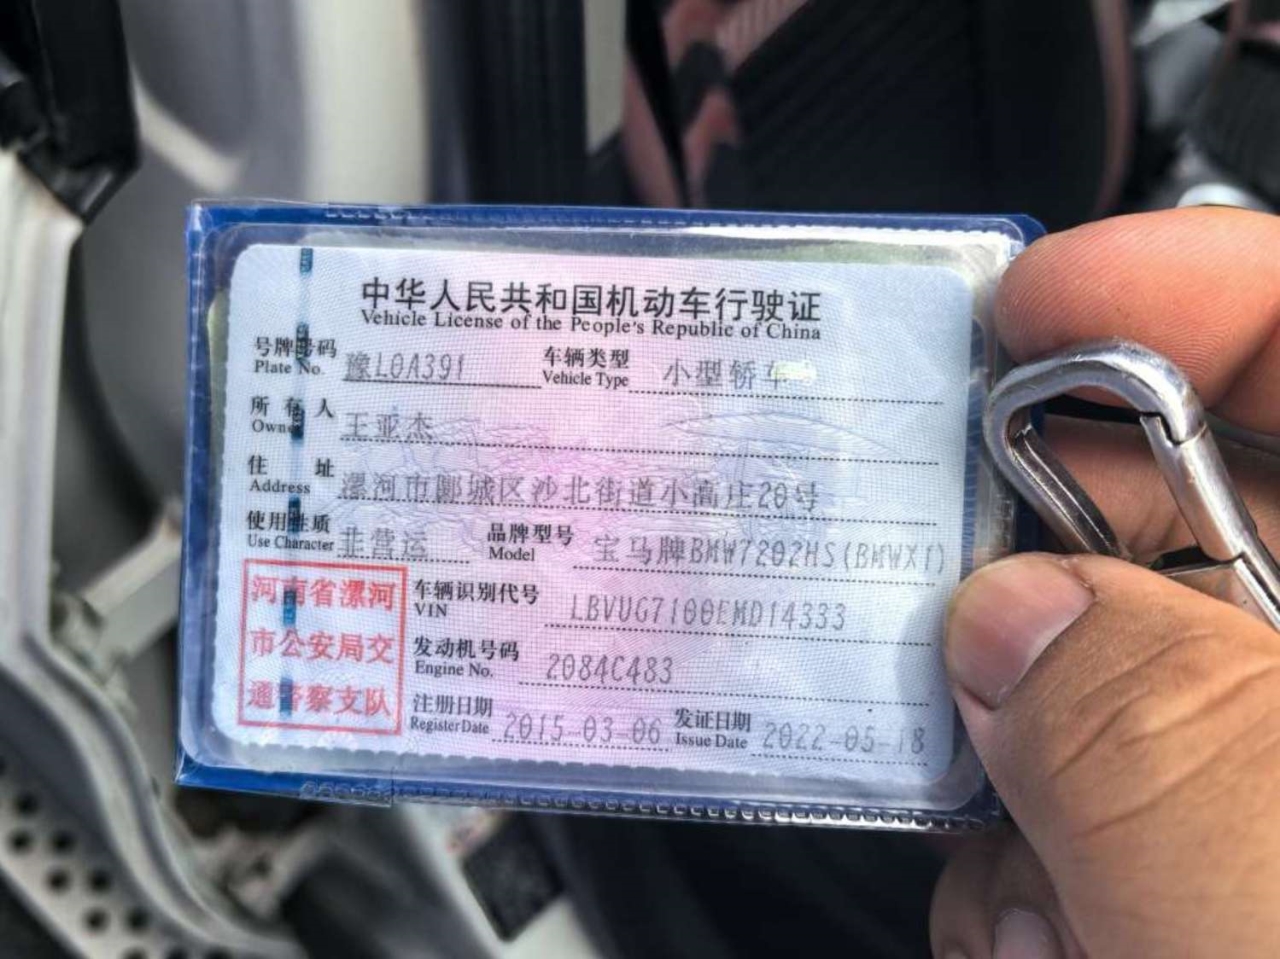 中华人民共和国机动车行驶证
Vehicle License of the People's Republic of China
号牌号码 豫L0A391 车辆类型 小型轿车
Plate No. Vehicle Type
所有人 王亚杰
Owner
住址 漯河市郾城区沙北街道小高庄20号
Address
使用性质 非营运 品牌型号 宝马牌BMW7202HS(BMWX1)
Use Character Model
河南省漯河
市公安局交
通警察支队
车辆识别代号 LBVUG7100EMD14333
VIN
发动机号码 2084C483
Engine No.
注册日期 2015-03-06 发证日期 2022-05-18
Register Date Issue Date